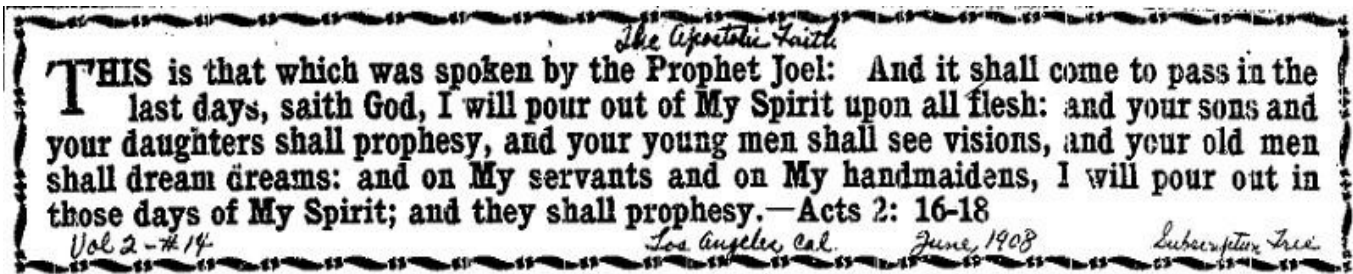 The Apostolic Faith
THIS is that which was spoken by the Prophet Joel: And it shall come to pass in the
last days, saith God, I will pour out of My Spirit upon all flesh: and your sons and
your daughters shall prophesy, and your young men shall see visions, and your old men
shall dream dreams: and on My servants and on My handmaidens, I will pour out in
those days of My Spirit; and they shall prophesy.—Acts 2: 16-18
Vol 2 - # 14 Los Angeles, Cal. June, 1908 Subscription Free